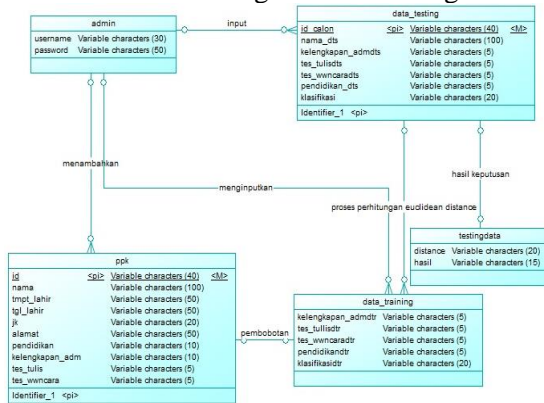 admin
username Variable characters (30)
password Variable characters (50)
input
data_testing
id_calon <pi> Variable characters (40) <M>
nama_dts Variable characters (100)
kelengkapan_admdts Variable characters (5)
tes_tulisdts Variable characters (5)
tes_wwncaradts Variable characters (5)
pendidikan_dts Variable characters (5)
klasifikasi Variable characters (20)
Identifier_1 <pi>
menambahkan
menginputkan
hasil keputusan
proses perhitungan euclidean distance
testingdata
distance Variable characters (20)
hasil Variable characters (15)
ppk
id <pi> Variable characters (40) <M>
nama Variable characters (100)
tmpt_lahir Variable characters (50)
tgl_lahir Variable characters (50)
jk Variable characters (20)
alamat Variable characters (50)
pendidikan Variable characters (10)
kelengkapan_adm Variable characters (10)
tes_tulis Variable characters (5)
tes_wwncara Variable characters (5)
Identifier_1 <pi>
pembobotan
data_training
kelengkapan_admdtr Variable characters (5)
tes_tullisdtr Variable characters (5)
tes_wwncaradtr Variable characters (5)
pendidikandtr Variable characters (5)
klasifikasidtr Variable characters (20)